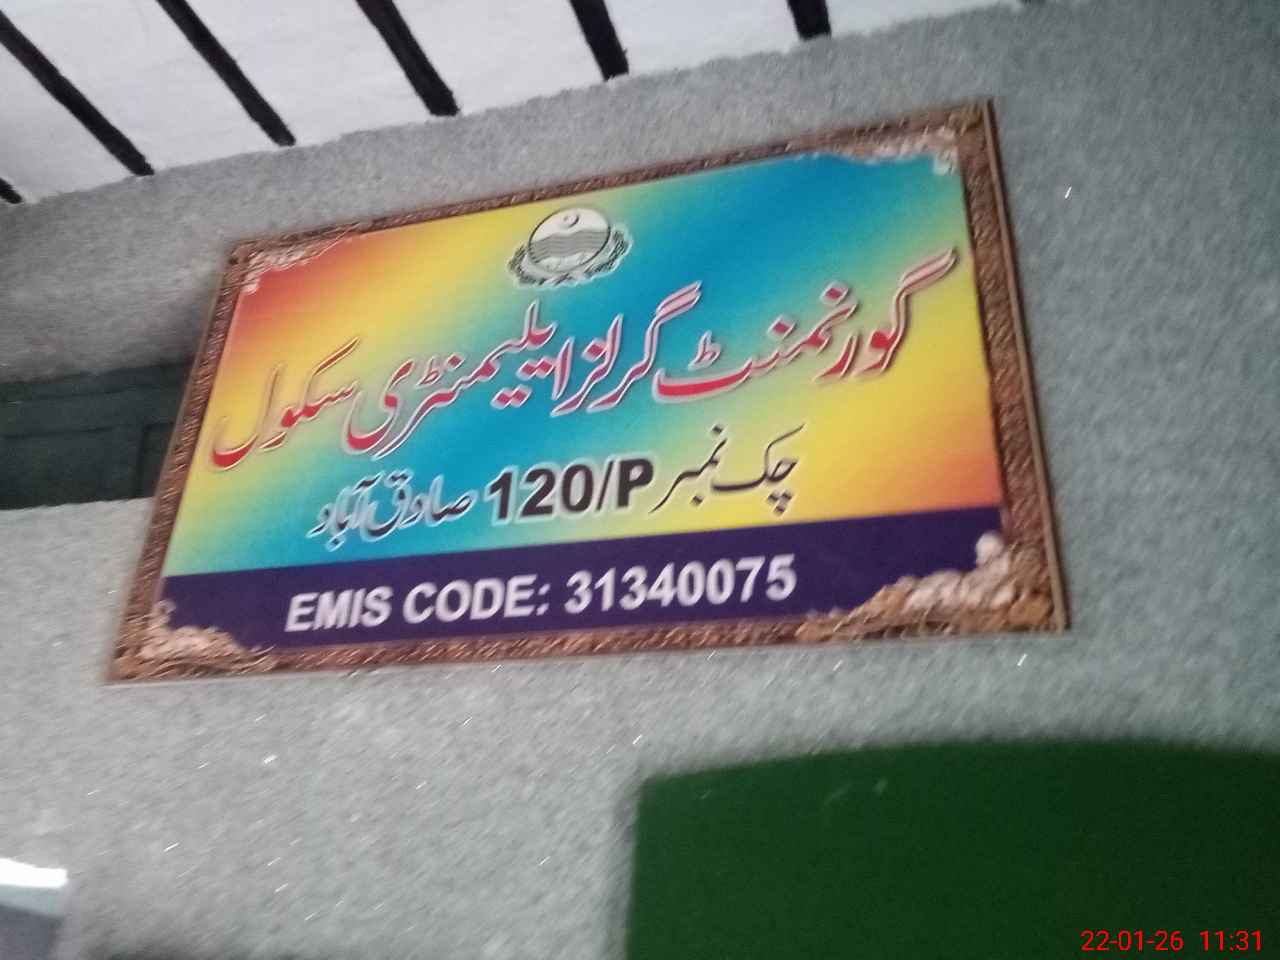 گورنمنٹ گرلز ایلیمنٹری سکول
چک نمبر 120/P صادق آباد
EMIS CODE: 31340075
22-01-26 11:31